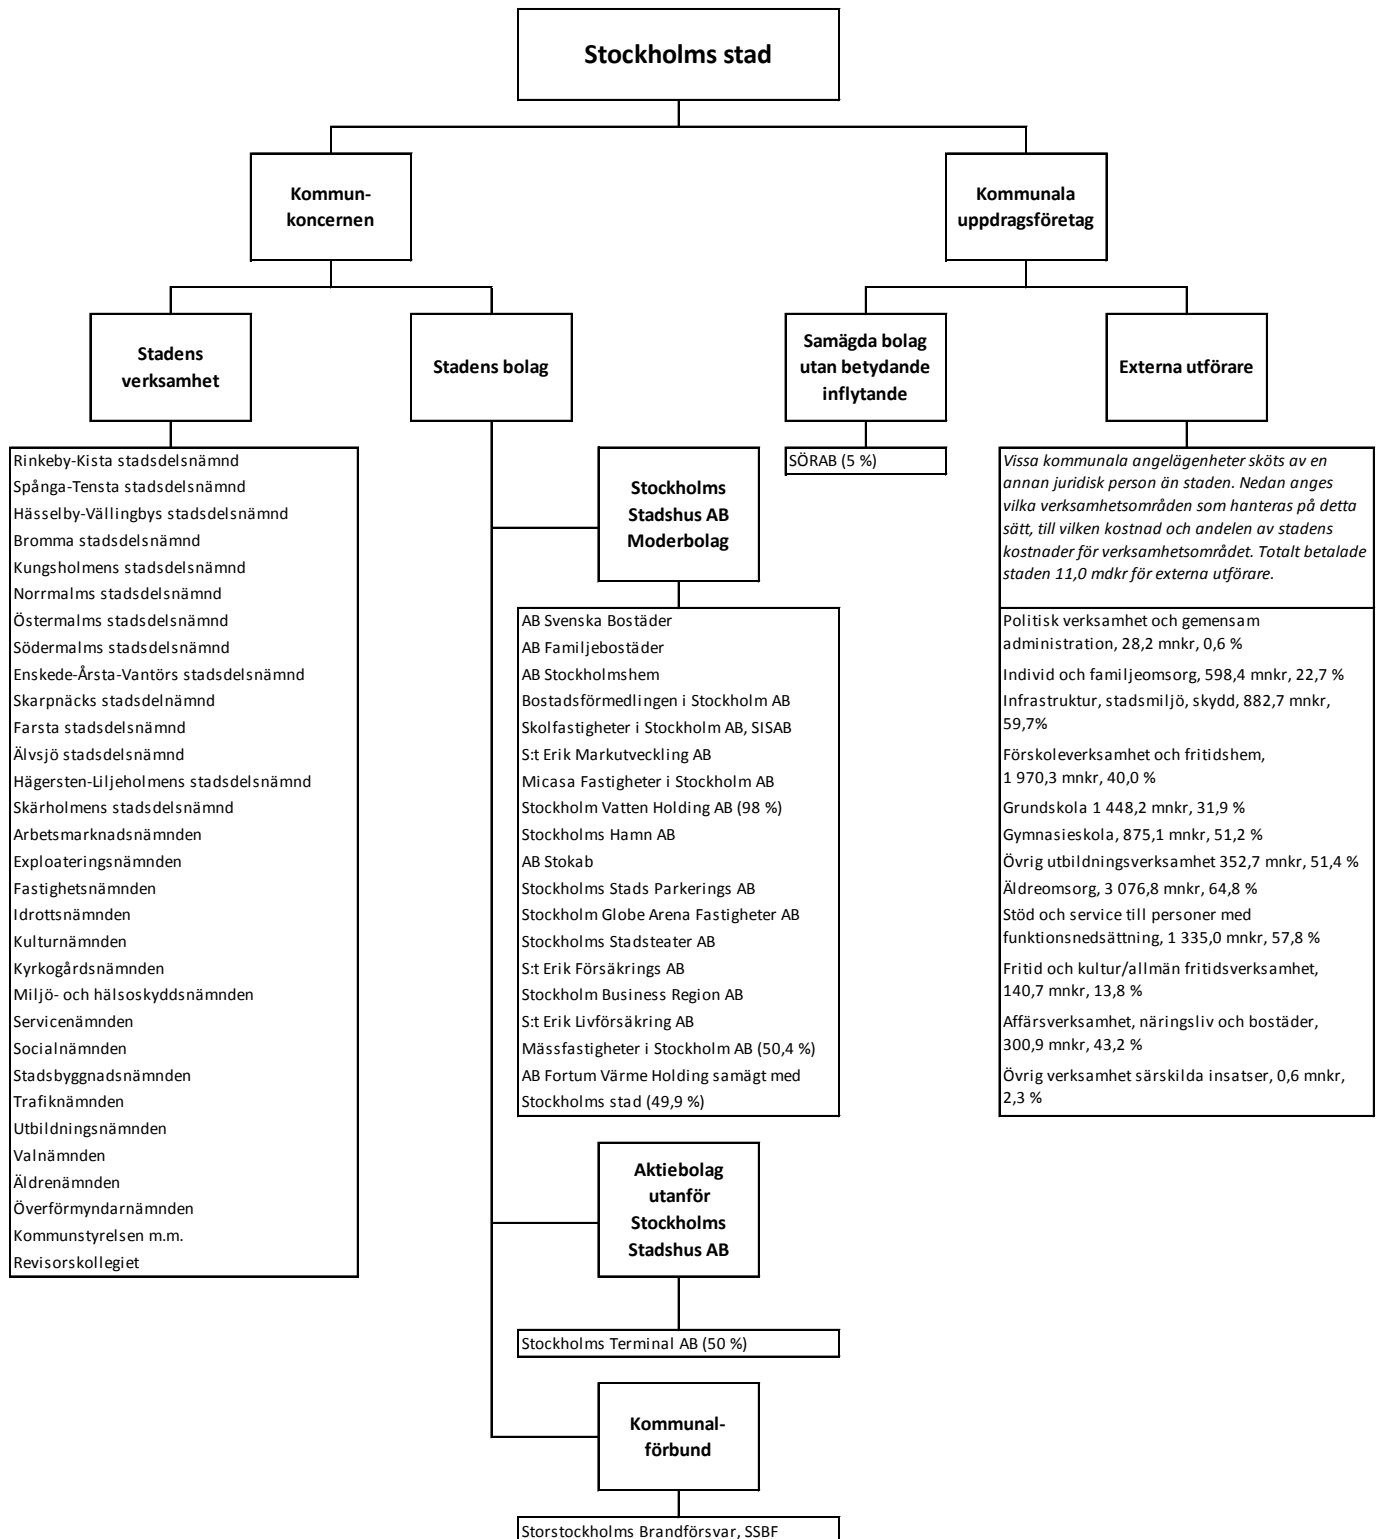 Stockholms stad
Kommun-
koncernen
Kommunala
uppdragsföretag
Stadens
verksamhet
Stadens bolag
Samägda bolag
utan betydande
inflytande
Externa utförare
Rinkeby-Kista stadsdelsnämnd
Spånga-Tensta stadsdelsnämnd
Hässelby-Vällingbys stadsdelsnämnd
Bromma stadsdelsnämnd
Kungsholmens stadsdelsnämnd
Norrmalms stadsdelsnämnd
Östermalms stadsdelsnämnd
Södermalms stadsdelsnämnd
Enskede-Årsta-Vantörs stadsdelsnämnd
Skarpnäcks stadsdelnämnd
Farsta stadsdelsnämnd
Älvsjö stadsdelsnämnd
Hägersten-Liljeholmens stadsdelsnämnd
Skärholmens stadsdelsnämnd
Arbetsmarknadsnämnden
Exploateringsnämnden
Fastighetsnämnden
Idrottsnämnden
Kulturnämnden
Kyrkogårdsnämnden
Miljö- och hälsoskyddsnämnden
Servicenämnden
Socialnämnden
Stadsbyggnadsnämnden
Trafiknämnden
Utbildningsnämnden
Valnämnden
Äldrenämnden
Överförmyndarnämnden
Kommunstyrelsen m.m.
Revisorskollegiet
Stockholms
Stadshus AB
Moderbolag
AB Svenska Bostäder
AB Familjebostäder
AB Stockholmshem
Bostadsförmedlingen i Stockholm AB
Skolfastigheter i Stockholm AB, SISAB
S:t Erik Markutveckling AB
Micasa Fastigheter i Stockholm AB
Stockholm Vatten Holding AB (98 %)
Stockholms Hamn AB
AB Stokab
Stockholms Stads Parkerings AB
Stockholm Globe Arena Fastigheter AB
Stockholms Stadsteater AB
S:t Erik Försäkrings AB
Stockholm Business Region AB
S:t Erik Livförsäkring AB
Mässfastigheter i Stockholm AB (50,4 %)
AB Fortum Värme Holding samägt med
Stockholms stad (49,9 %)
Aktiebolag
utanför
Stockholms
Stadshus AB
Stockholms Terminal AB (50 %)
Kommunal-
förbund
Storstockholms Brandförsvar, SSBF
SÖRAB (5 %)
Vissa kommunala angelägenheter sköts av en
annan juridisk person än staden. Nedan anges
vilka verksamhetsområden som hanteras på detta
sätt, till vilken kostnad och andelen av stadens
kostnader för verksamhetsområdet. Totalt betalade
staden 11,0 mdkr för externa utförare.
Politisk verksamhet och gemensam
administration, 28,2 mnkr, 0,6 %
Individ och familjeomsorg, 598,4 mnkr, 22,7 %
Infrastruktur, stadsmiljö, skydd, 882,7 mnkr,
59,7%
Förskoleverksamhet och fritidshem,
1 970,3 mnkr, 40,0 %
Grundskola 1 448,2 mnkr, 31,9 %
Gymnasieskola, 875,1 mnkr, 51,2 %
Övrig utbildningsverksamhet 352,7 mnkr, 51,4 %
Äldreomsorg, 3 076,8 mnkr, 64,8 %
Stöd och service till personer med
funktionsnedsättning, 1 335,0 mnkr, 57,8 %
Fritid och kultur/allmän fritidsverksamhet,
140,7 mnkr, 13,8 %
Affärsverksamhet, näringsliv och bostäder,
300,9 mnkr, 43,2 %
Övrig verksamhet särskilda insatser, 0,6 mnkr,
2,3 %